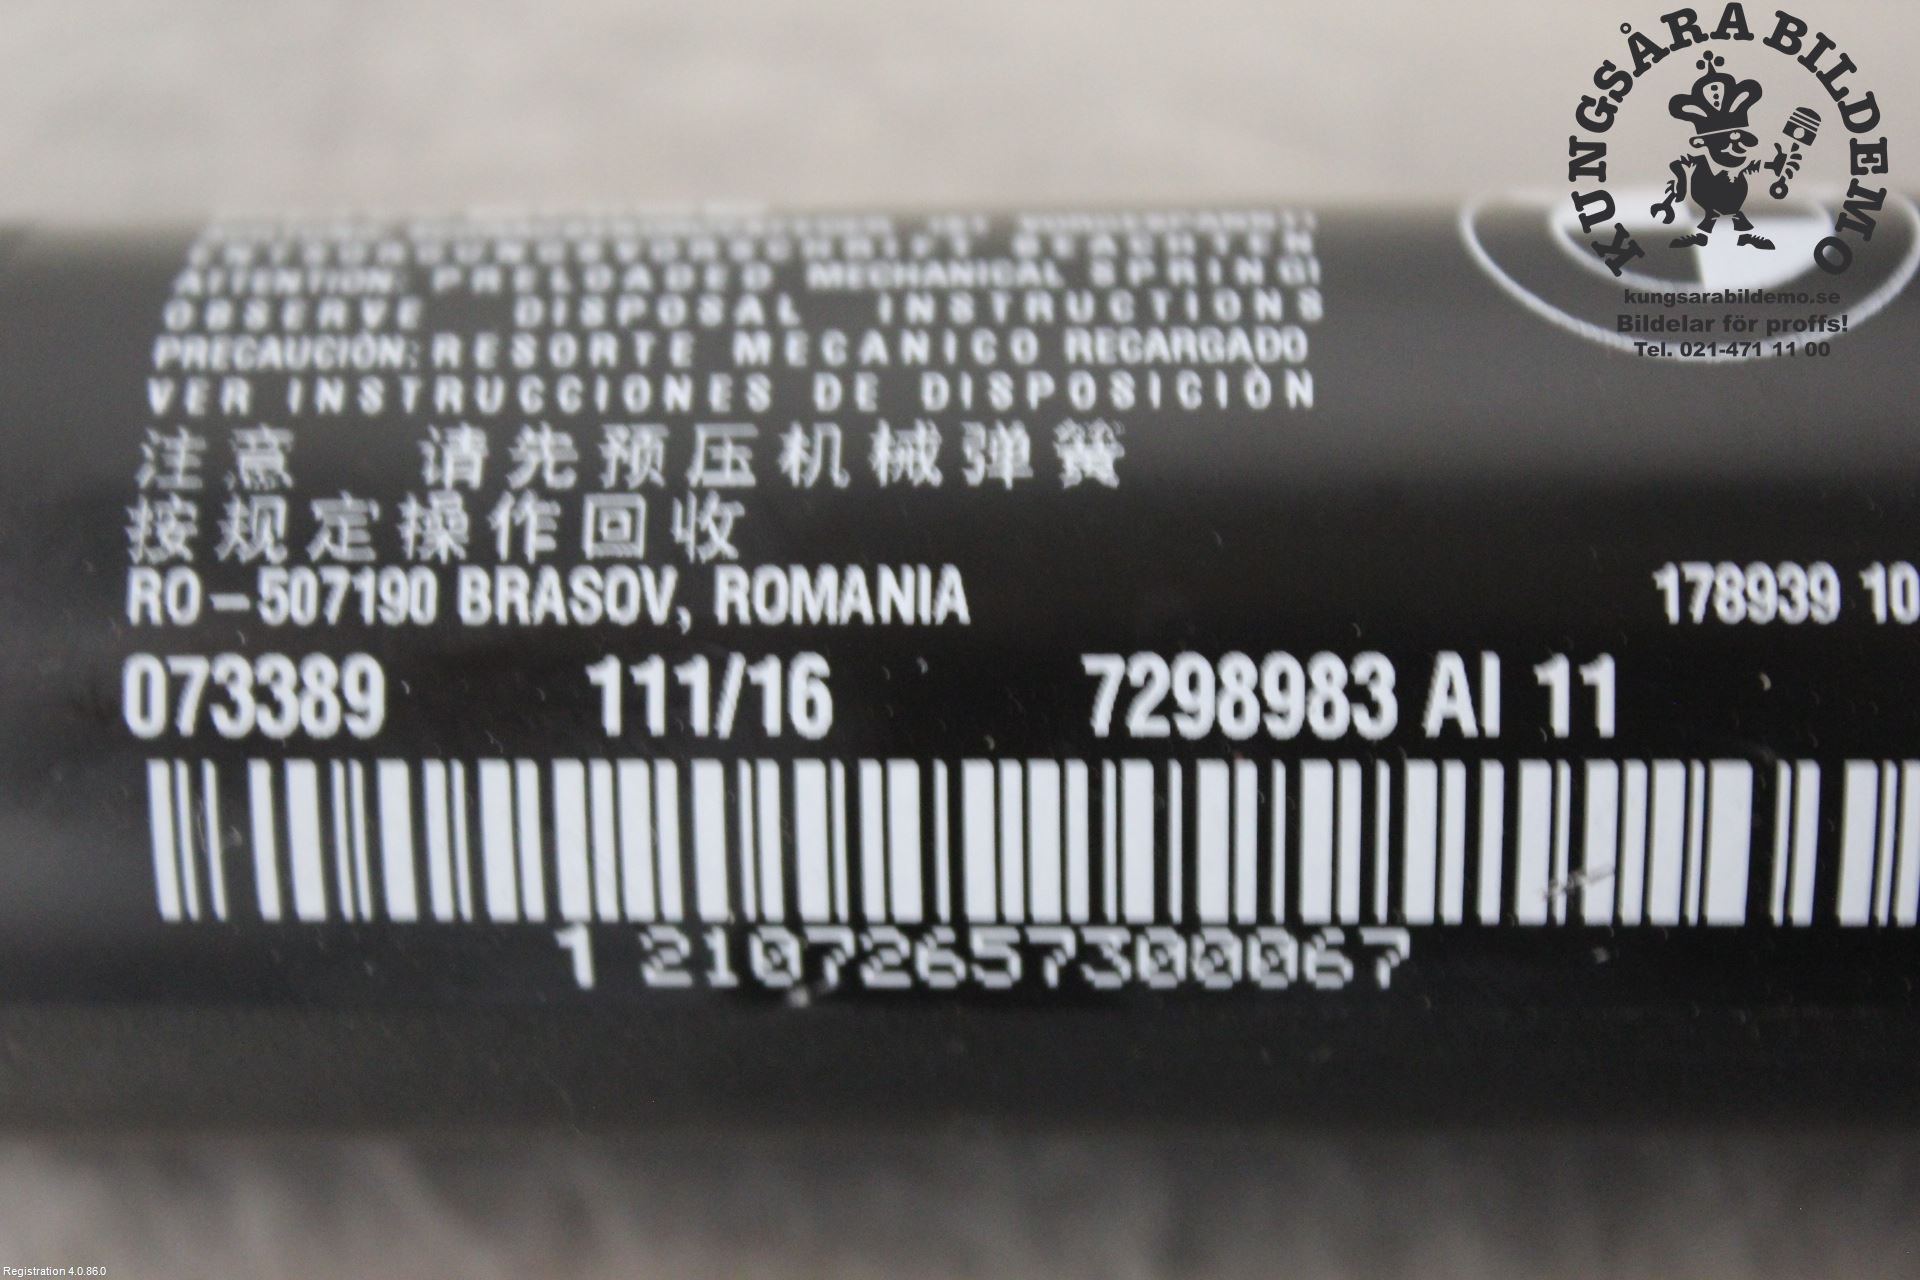 KUNGSÅRA BILDEMO
kungsarabildemo.se
Bildelar för proffs!
Tel. 021-471 11 00
ENTSORGUNGSVORSCHRIFT BEACHTEN
ATTENTION: PRELOADED MECHANICAL SPRING!
OBSERVE DISPOSAL INSTRUCTIONS
PRECAUCIÓN: RESORTE MECANICO RECARGADO
VER INSTRUCCIONES DE DISPOSICIÓN
注意 请先预压机械弹簧
按规定操作回收
RO-507190 BRASOV, ROMANIA
178939 10
073389 111/16 7298983 AI 11
1 21072657300067
Registration 4.0.86.0